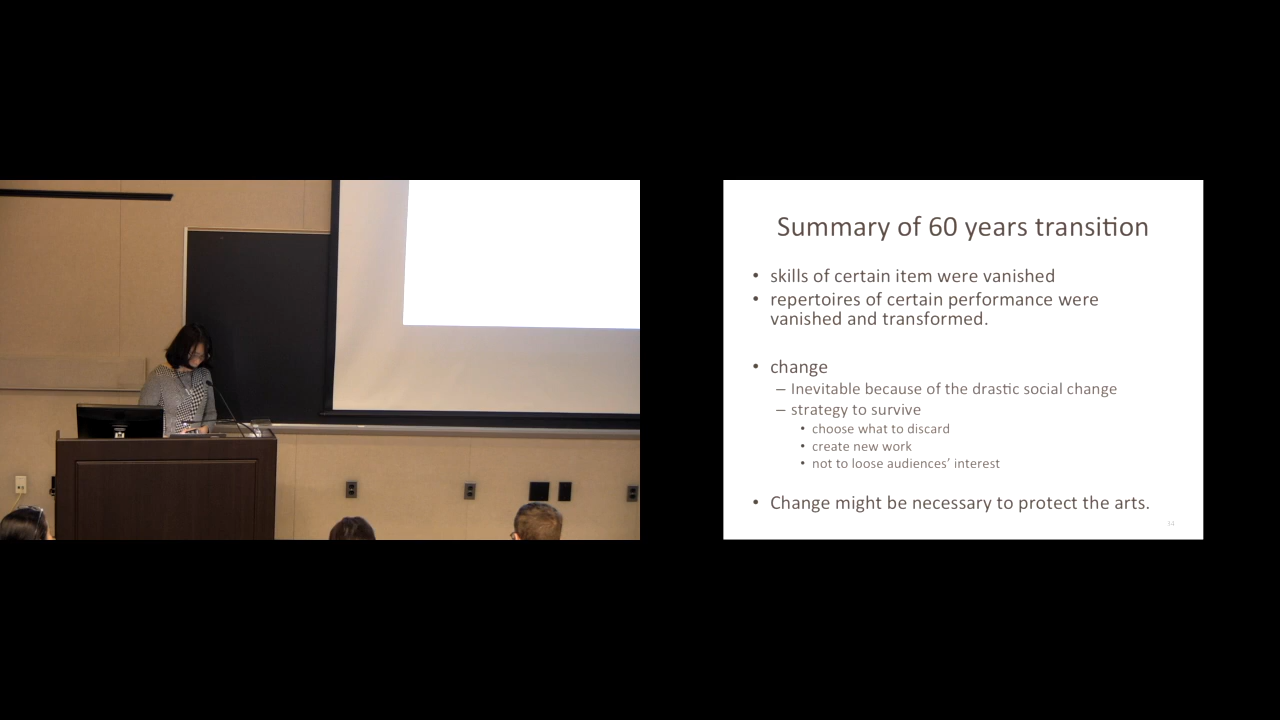 Summary of 60 years transition
• skills of certain item were vanished
• repertoires of certain performance were
vanished and transformed.
• change
– Inevitable because of the drastic social change
– strategy to survive
• choose what to discard
• create new work
• not to loose audiences’ interest
• Change might be necessary to protect the arts.
34